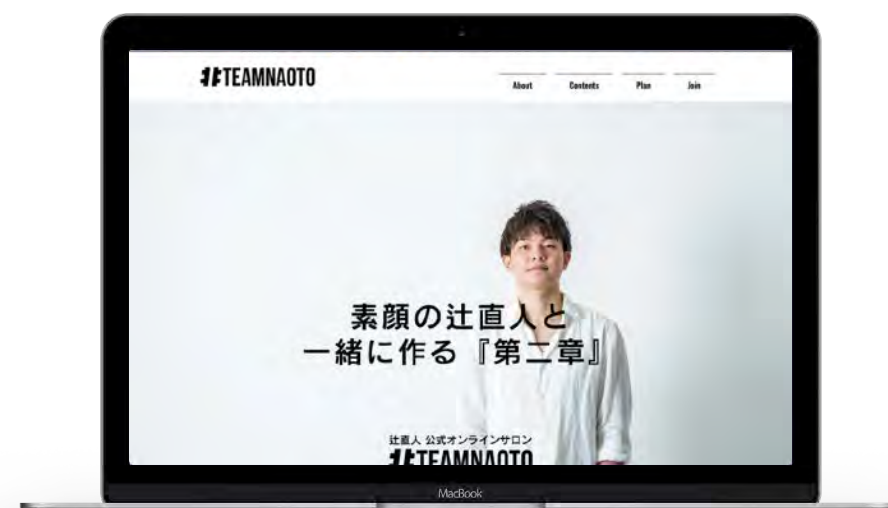 #TEAMNAOTO
About Contents Plan Join
素顔の辻直人と
一緒に作る『第二章』
辻直人 公式オンラインサロン
#TEAMNAOTO
MacBook